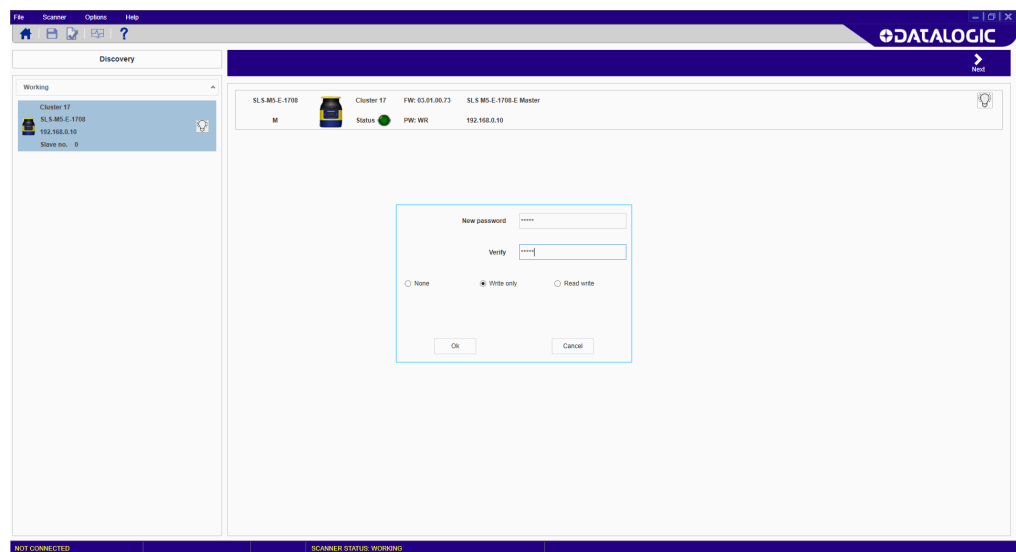 File Scanner Options Help
DATALOGIC
Discovery
Next
Working
Cluster 17
SLS-M5-E-1708
192.168.0.10
Slave no. 0
SLS-M5-E-1708 Cluster 17 FW: 03.01.00.73 SLS M5-E-1708-E Master
M Status PW: WR 192.168.0.10
New password *****
Verify *****
None Write only Read write
Ok Cancel
NOT CONNECTED SCANNER STATUS: WORKING